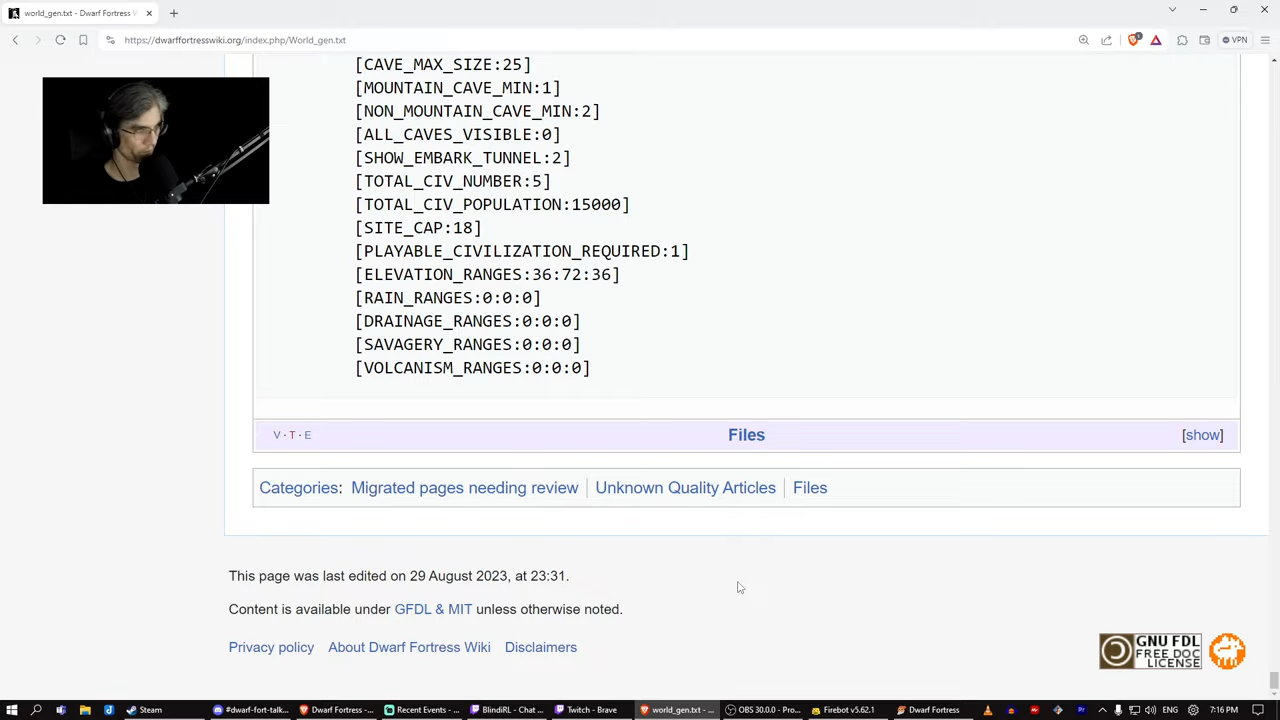 world_gen.txt - Dwarf Fortress W
https://dwarffortresswiki.org/index.php/World_gen.txt
VPN
[CAVE_MAX_SIZE:25]
[MOUNTAIN_CAVE_MIN:1]
[NON_MOUNTAIN_CAVE_MIN:2]
[ALL_CAVES_VISIBLE:0]
[SHOW_EMBARK_TUNNEL:2]
[TOTAL_CIV_NUMBER:5]
[TOTAL_CIV_POPULATION:15000]
[SITE_CAP:18]
[PLAYABLE_CIVILIZATION_REQUIRED:1]
[ELEVATION_RANGES:36:72:36]
[RAIN_RANGES:0:0:0]
[DRAINAGE_RANGES:0:0:0]
[SAVAGERY_RANGES:0:0:0]
[VOLCANISM_RANGES:0:0:0]
V · T · E Files [show]
Categories: Migrated pages needing review Unknown Quality Articles Files
This page was last edited on 29 August 2023, at 23:31.
Content is available under GFDL & MIT unless otherwise noted.
Privacy policy About Dwarf Fortress Wiki Disclaimers
GNU FDL
FREE DOC
LICENSE
Steam #dwarf-fort-talk... Dwarf Fortress -... Recent Events -... BlindiRL - Chat ... Twitch - Brave world_gen.txt - ... OBS 30.0.0 - Pro... Firebot v5.62.1 Dwarf Fortress ENG 7:16 PM